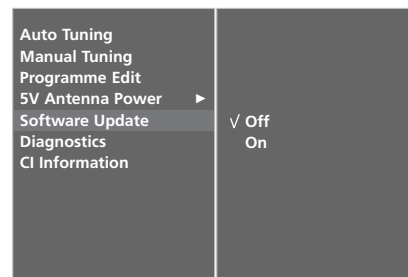 Auto Tuning
Manual Tuning
Programme Edit
5V Antenna Power ►
Software Update
Diagnostics
CI Information
√ Off
On